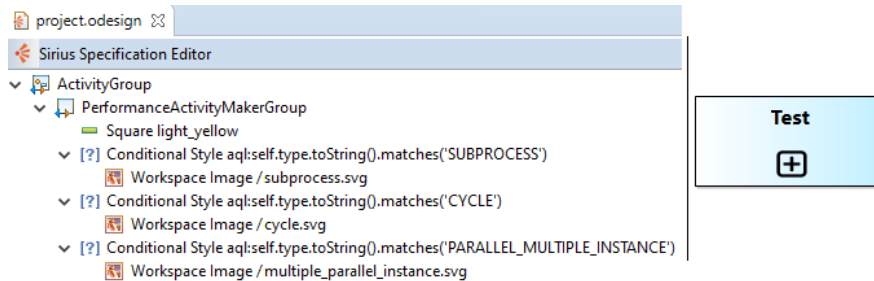 project.odesign
Sirius Specification Editor
ActivityGroup
PerformanceActivityMakerGroup
Square light_yellow
[?] Conditional Style aql:self.type.toString().matches('SUBPROCESS')
Workspace Image /subprocess.svg
[?] Conditional Style aql:self.type.toString().matches('CYCLE')
Workspace Image /cycle.svg
[?] Conditional Style aql:self.type.toString().matches('PARALLEL_MULTIPLE_INSTANCE')
Workspace Image /multiple_parallel_instance.svg
Test